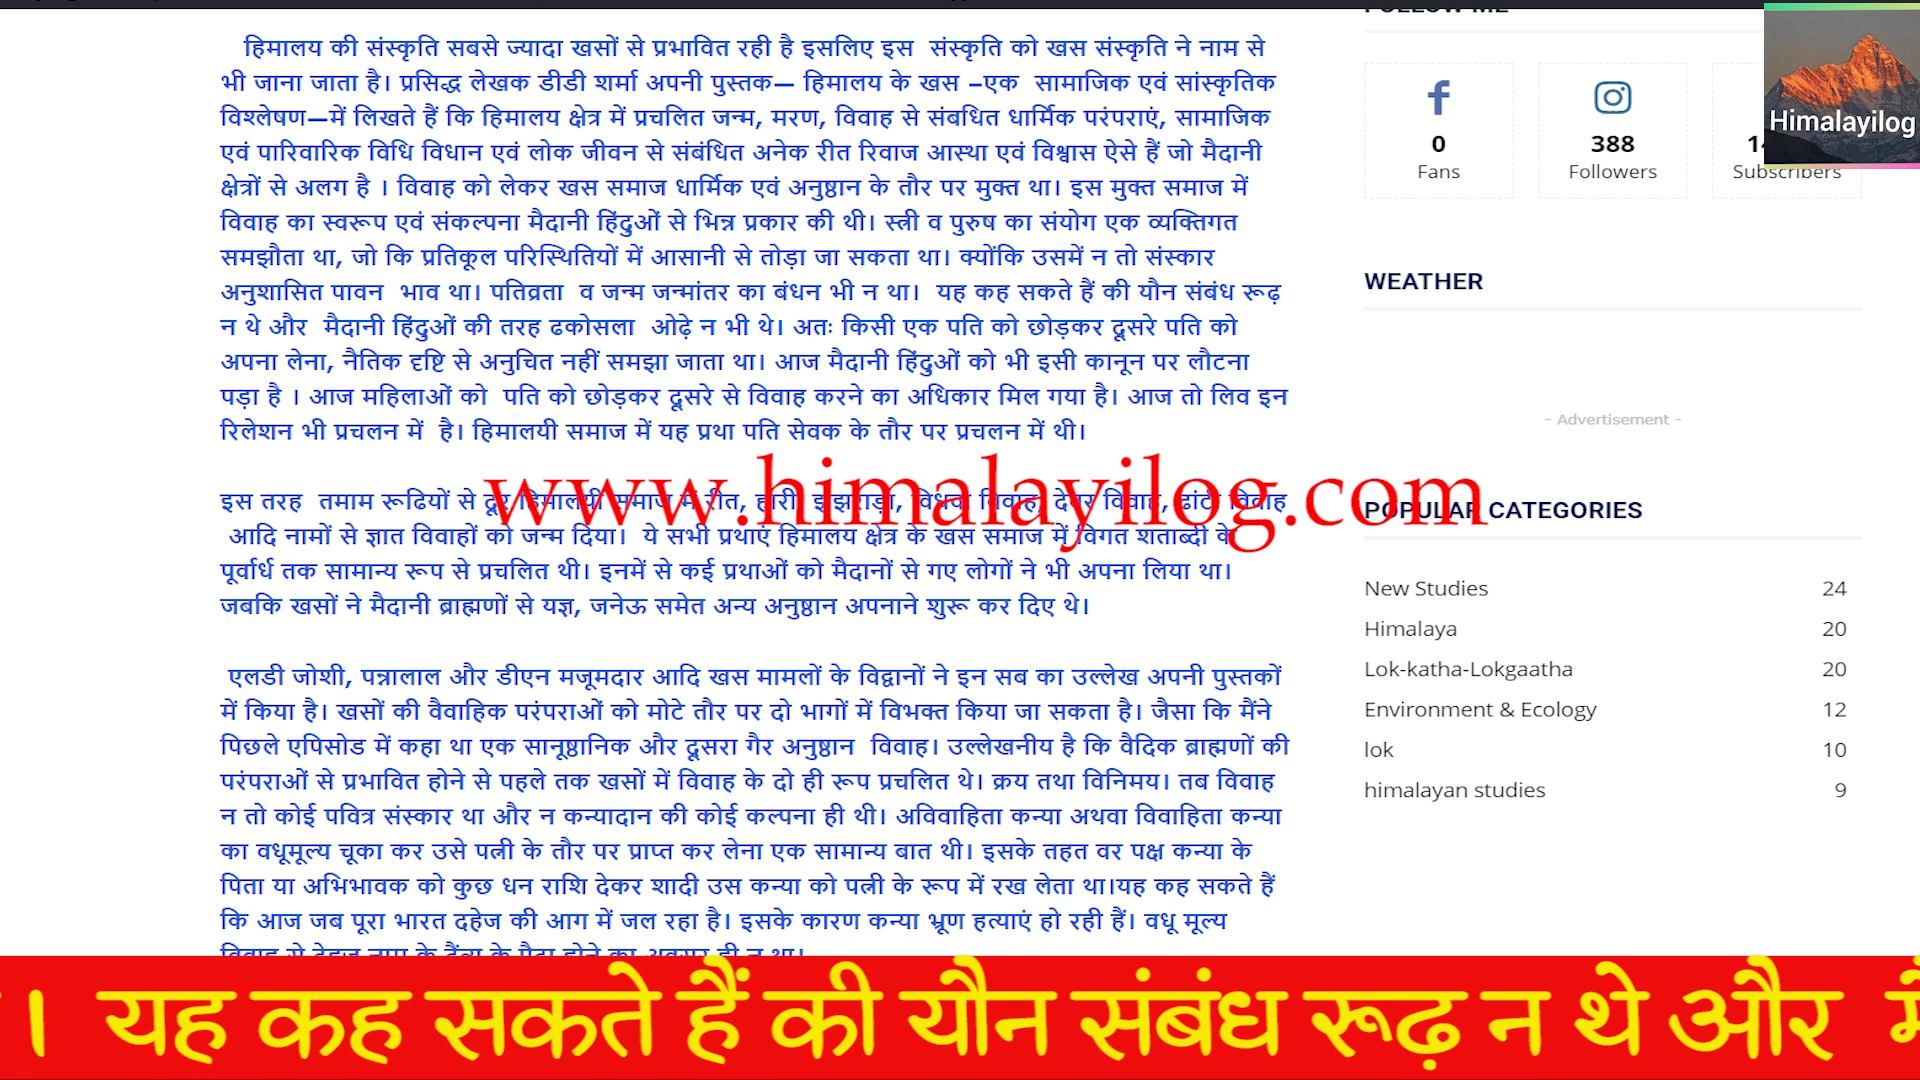 हिमालय की संस्कृति सबसे ज्यादा खसों से प्रभावित रही है इसलिए इस संस्कृति को खस संस्कृति ने नाम से
भी जाना जाता है। प्रसिद्ध लेखक डीडी शर्मा अपनी पुस्तक— हिमालय के खस –एक सामाजिक एवं सांस्कृतिक
विश्लेषण—में लिखते हैं कि हिमालय क्षेत्र में प्रचलित जन्म, मरण, विवाह से संबधित धार्मिक परंपराएं, सामाजिक
एवं पारिवारिक विधि विधान एवं लोक जीवन से संबंधित अनेक रीत रिवाज आस्था एवं विश्वास ऐसे हैं जो मैदानी
क्षेत्रों से अलग है । विवाह को लेकर खस समाज धार्मिक एवं अनुष्ठान के तौर पर मुक्त था। इस मुक्त समाज में
विवाह का स्वरूप एवं संकल्पना मैदानी हिंदुओं से भिन्न प्रकार की थी। स्त्री व पुरुष का संयोग एक व्यक्तिगत
समझौता था, जो कि प्रतिकूल परिस्थितियों में आसानी से तोड़ा जा सकता था। क्योंकि उसमें न तो संस्कार
अनुशासित पावन भाव था। पतिव्रता व जन्म जन्मांतर का बंधन भी न था। यह कह सकते हैं की यौन संबंध रूढ़
न थे और मैदानी हिंदुओं की तरह ढकोसला ओढ़े न भी थे। अतः किसी एक पति को छोड़कर दूसरे पति को
अपना लेना, नैतिक दृष्टि से अनुचित नहीं समझा जाता था। आज मैदानी हिंदुओं को भी इसी कानून पर लौटना
पड़ा है । आज महिलाओं को पति को छोड़कर दूसरे से विवाह करने का अधिकार मिल गया है। आज तो लिव इन
रिलेशन भी प्रचलन में है। हिमालयी समाज में यह प्रथा पति सेवक के तौर पर प्रचलन में थी।
इस तरह तमाम रूढियों से दूर हिमालयी समाज में रीत, हारी, विधवा विवाह, देवर विवाह, ढांटी विवाह
आदि नामों से ज्ञात विवाहों को जन्म दिया। ये सभी प्रथाएं हिमालय क्षेत्र के खस समाज में विगत शताब्दी के
पूर्वार्ध तक सामान्य रूप से प्रचलित थी। इनमें से कई प्रथाओं को मैदानों से गए लोगों ने भी अपना लिया था।
जबकि खसों ने मैदानी ब्राह्मणों से यज्ञ, जनेऊ समेत अन्य अनुष्ठान अपनाने शुरू कर दिए थे।
एलडी जोशी, पन्नालाल और डीएन मजूमदार आदि खस मामलों के विद्वानों ने इन सब का उल्लेख अपनी पुस्तकों
में किया है। खसों की वैवाहिक परंपराओं को मोटे तौर पर दो भागों में विभक्त किया जा सकता है। जैसा कि मैंने
पिछले एपिसोड में कहा था एक सानूष्ठानिक और दूसरा गैर अनुष्ठान विवाह। उल्लेखनीय है कि वैदिक ब्राह्मणों की
परंपराओं से प्रभावित होने से पहले तक खसों में विवाह के दो ही रूप प्रचलित थे। क्रय तथा विनिमय। तब विवाह
न तो कोई पवित्र संस्कार था और न कन्यादान की कोई कल्पना ही थी। अविवाहिता कन्या अथवा विवाहिता कन्या
का वधूमूल्य चूका कर उसे पत्नी के तौर पर प्राप्त कर लेना एक सामान्य बात थी। इसके तहत वर पक्ष कन्या के
पिता या अभिभावक को कुछ धन राशि देकर शादी उस कन्या को पत्नी के रूप में रख लेता था।यह कह सकते हैं
कि आज जब पूरा भारत दहेज की आग में जल रहा है। इसके कारण कन्या भ्रूण हत्याएं हो रही हैं। वधू मूल्य
www.himalayilog.com
FOLLOW ME
Himalayilog
0
Fans
388
Followers
Subscribers
WEATHER
- Advertisement -
POPULAR CATEGORIES
New Studies 24
Himalaya 20
Lok-katha-Lokgaatha 20
Environment & Ecology 12
lok 10
himalayan studies 9
। यह कह सकते हैं की यौन संबंध रूढ़ न थे और